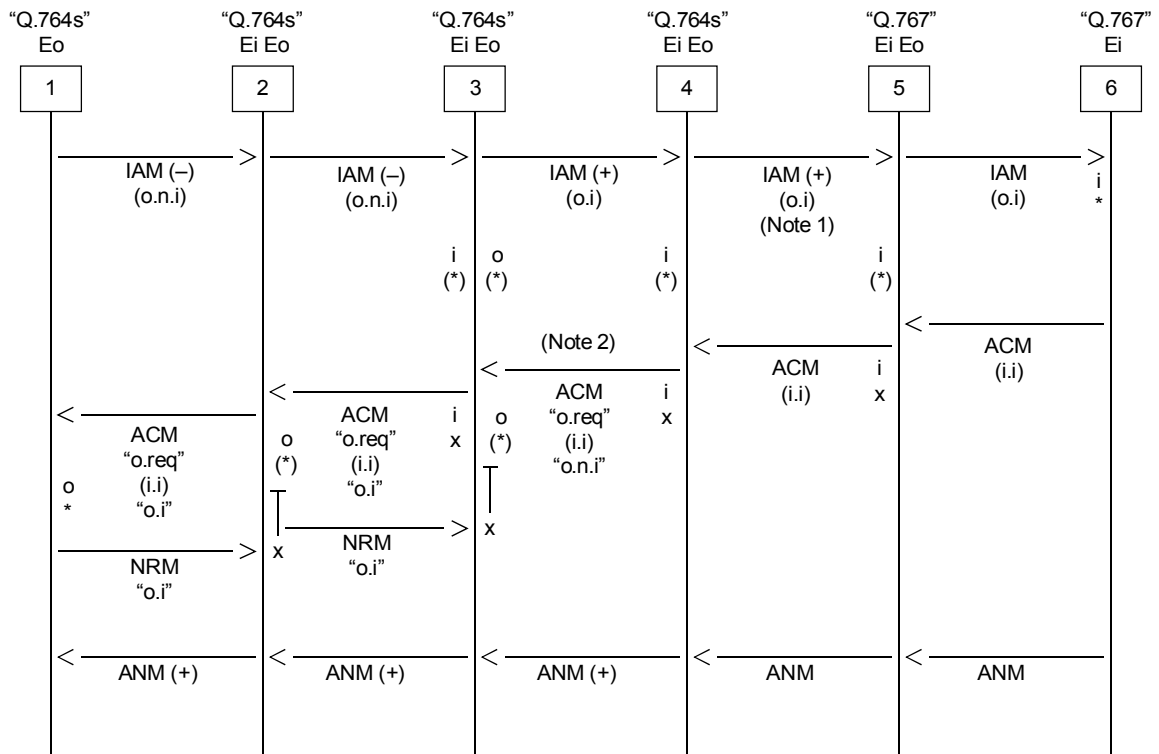 “Q.764s” “Q.764s” “Q.764s” “Q.764s” “Q.767” “Q.767”
Eo Ei Eo Ei Eo Ei Eo Ei Eo Ei
1 2 3 4 5 6
IAM (–) IAM (–) IAM (+) IAM (+) IAM i
(o.n.i) (o.n.i) (o.i) (o.i) (o.i) *
(Note 1)
i o i i
(*) (*) (*) (*)
(Note 2)
ACM
(i.i)
ACM i
(i.i) x
ACM i
“o.req” x
(i.i)
“o.n.i”
ACM i o
“o.req” x (*)
(i.i)
“o.i”
ACM o
“o.req” (*)
(i.i)
“o.i”
o
*
x
NRM
“o.i”
x
NRM
“o.i”
ANM (+) ANM (+) ANM (+) ANM ANM